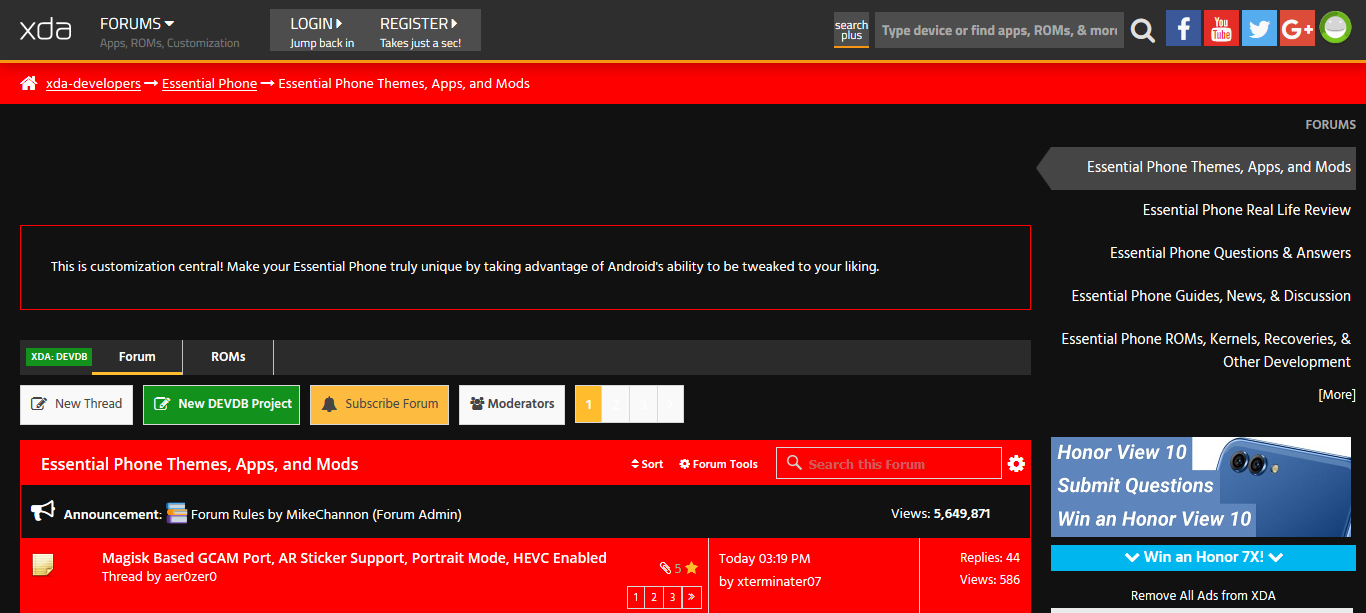 xda
FORUMS
Apps, ROMs, Customization
LOGIN
Jump back in
REGISTER
Takes just a sec!
search
plus
Type device or find apps, ROMs, & mor
f
You
Tube
G+
xda-developers → Essential Phone → Essential Phone Themes, Apps, and Mods
FORUMS
Essential Phone Themes, Apps, and Mods
Essential Phone Real Life Review
Essential Phone Questions & Answers
Essential Phone Guides, News, & Discussion
Essential Phone ROMs, Kernels, Recoveries, &
Other Development
[More]
This is customization central! Make your Essential Phone truly unique by taking advantage of Android's ability to be tweaked to your liking.
XDA: DEVDB
Forum
ROMs
New Thread
New DEVDB Project
Subscribe Forum
Moderators
1 2 3
Essential Phone Themes, Apps, and Mods
Sort
Forum Tools
Search this Forum
Announcement: Forum Rules by MikeChannon (Forum Admin)
Views: 5,649,871
Magisk Based GCAM Port, AR Sticker Support, Portrait Mode, HEVC Enabled
Thread by aer0zer0
5
1 2 3 »
Today 03:19 PM
by xterminater07
Replies: 44
Views: 586
Honor View 10
Submit Questions
Win an Honor View 10
Win an Honor 7X!
Remove All Ads from XDA